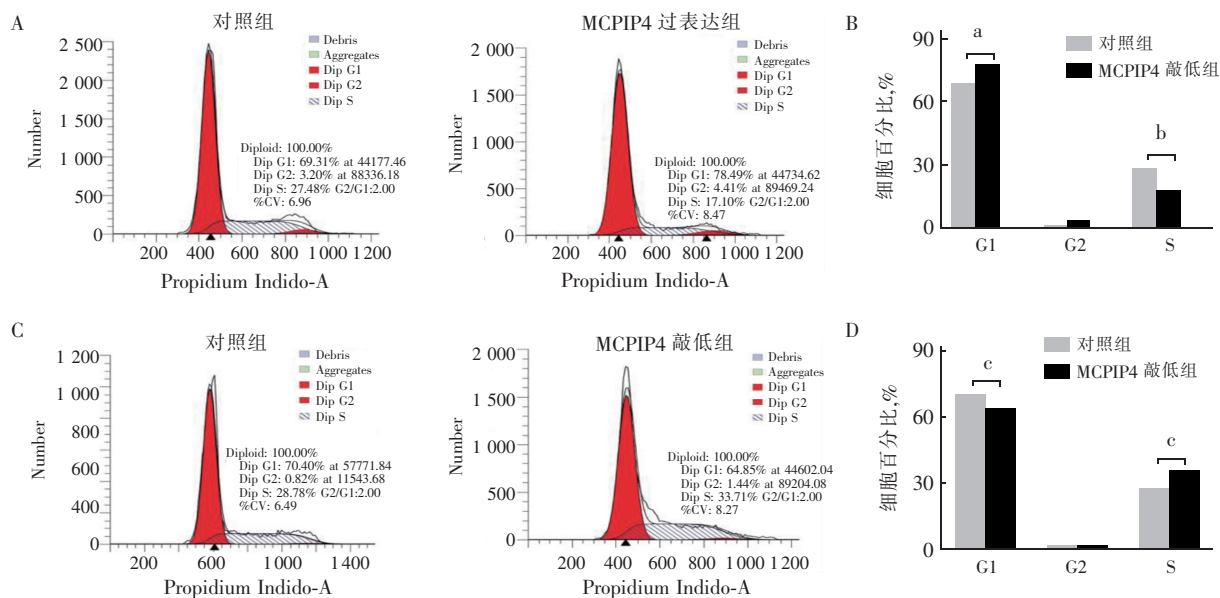 A
对照组
2 500
2 000
1 500
1 000
500
0
Number
Debris
Aggregates
Dip G1
Dip G2
Dip S
Diploid: 100.00%
Dip G1: 69.31% at 44177.46
Dip G2: 3.20% at 88336.18
Dip S: 27.48% G2/G1:2.00
%CV: 6.96
200 400 600 800 1000 1 200
Propidium Indido-A
MCPIP4 过表达组
2 000
1 500
1 000
500
0
Number
Debris
Aggregates
Dip G1
Dip G2
Dip S
Diploid: 100.00%
Dip G1: 78.49% at 44734.62
Dip G2: 4.41% at 89469.24
Dip S: 17.10% G2/G1:2.00
%CV: 8.47
200 400 600 800 1000 1 200
Propidium Indido-A
B
90
60
30
0
细胞百分比,%
对照组
MCPIP4 敲低组
a
b
G1 G2 S
C
对照组
1 200
1 000
800
600
400
200
0
Number
Debris
Aggregates
Dip G1
Dip G2
Dip S
Diploid: 100.00%
Dip G1: 70.40% at 57771.84
Dip G2: 0.82% at 11543.68
Dip S: 28.78% G2/G1:2.00
%CV: 6.49
200 600 1000 1400
Propidium Indido-A
MCPIP4 敲低组
2 000
1 500
1 000
500
0
Number
Debris
Aggregates
Dip G1
Dip G2
Dip S
Diploid: 100.00%
Dip G1: 64.85% at 44602.04
Dip G2: 1.44% at 89204.08
Dip S: 33.71% G2/G1:2.00
%CV: 8.27
200 400 600 800 1000 1 200
Propidium Indido-A
D
90
60
30
0
细胞百分比,%
对照组
MCPIP4 敲低组
c
c
G1 G2 S